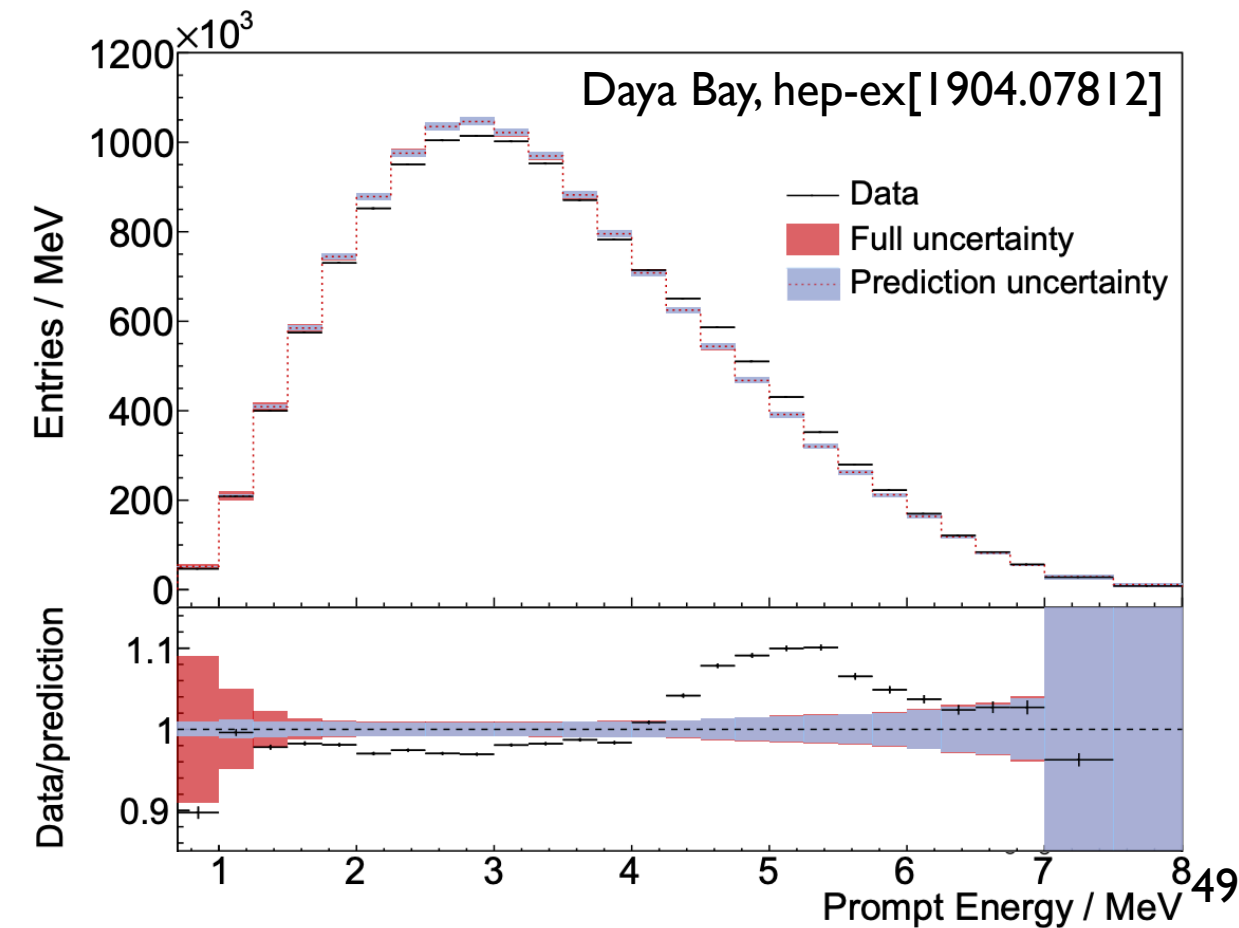 ×10³
Daya Bay, hep-ex[1904.07812]
Data
Full uncertainty
Prediction uncertainty
Entries / MeV
1200
1000
800
600
400
200
0
Data/prediction
1.1
1
0.9
1 2 3 4 5 6 7 8
Prompt Energy / MeV
49